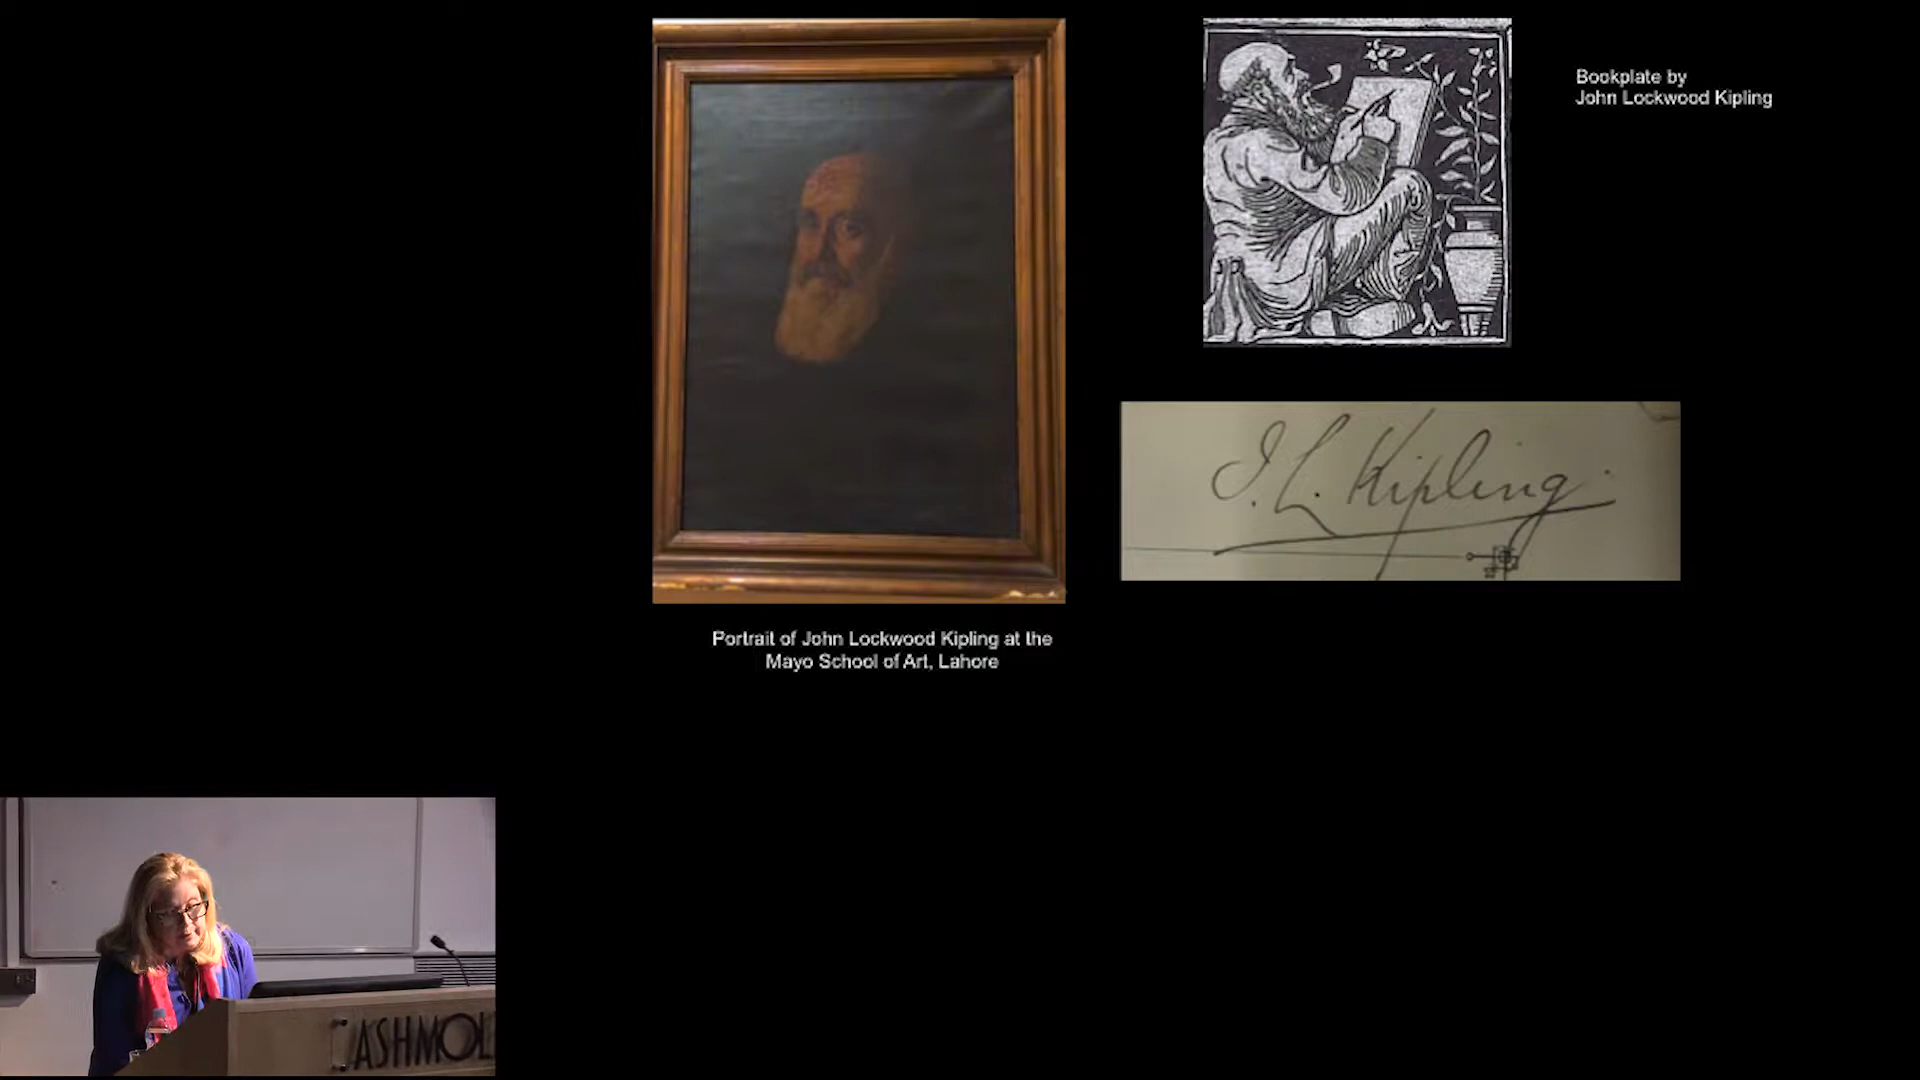 Bookplate by
John Lockwood Kipling
J. L. Kipling.
Portrait of John Lockwood Kipling at the
Mayo School of Art, Lahore
ASHMOL